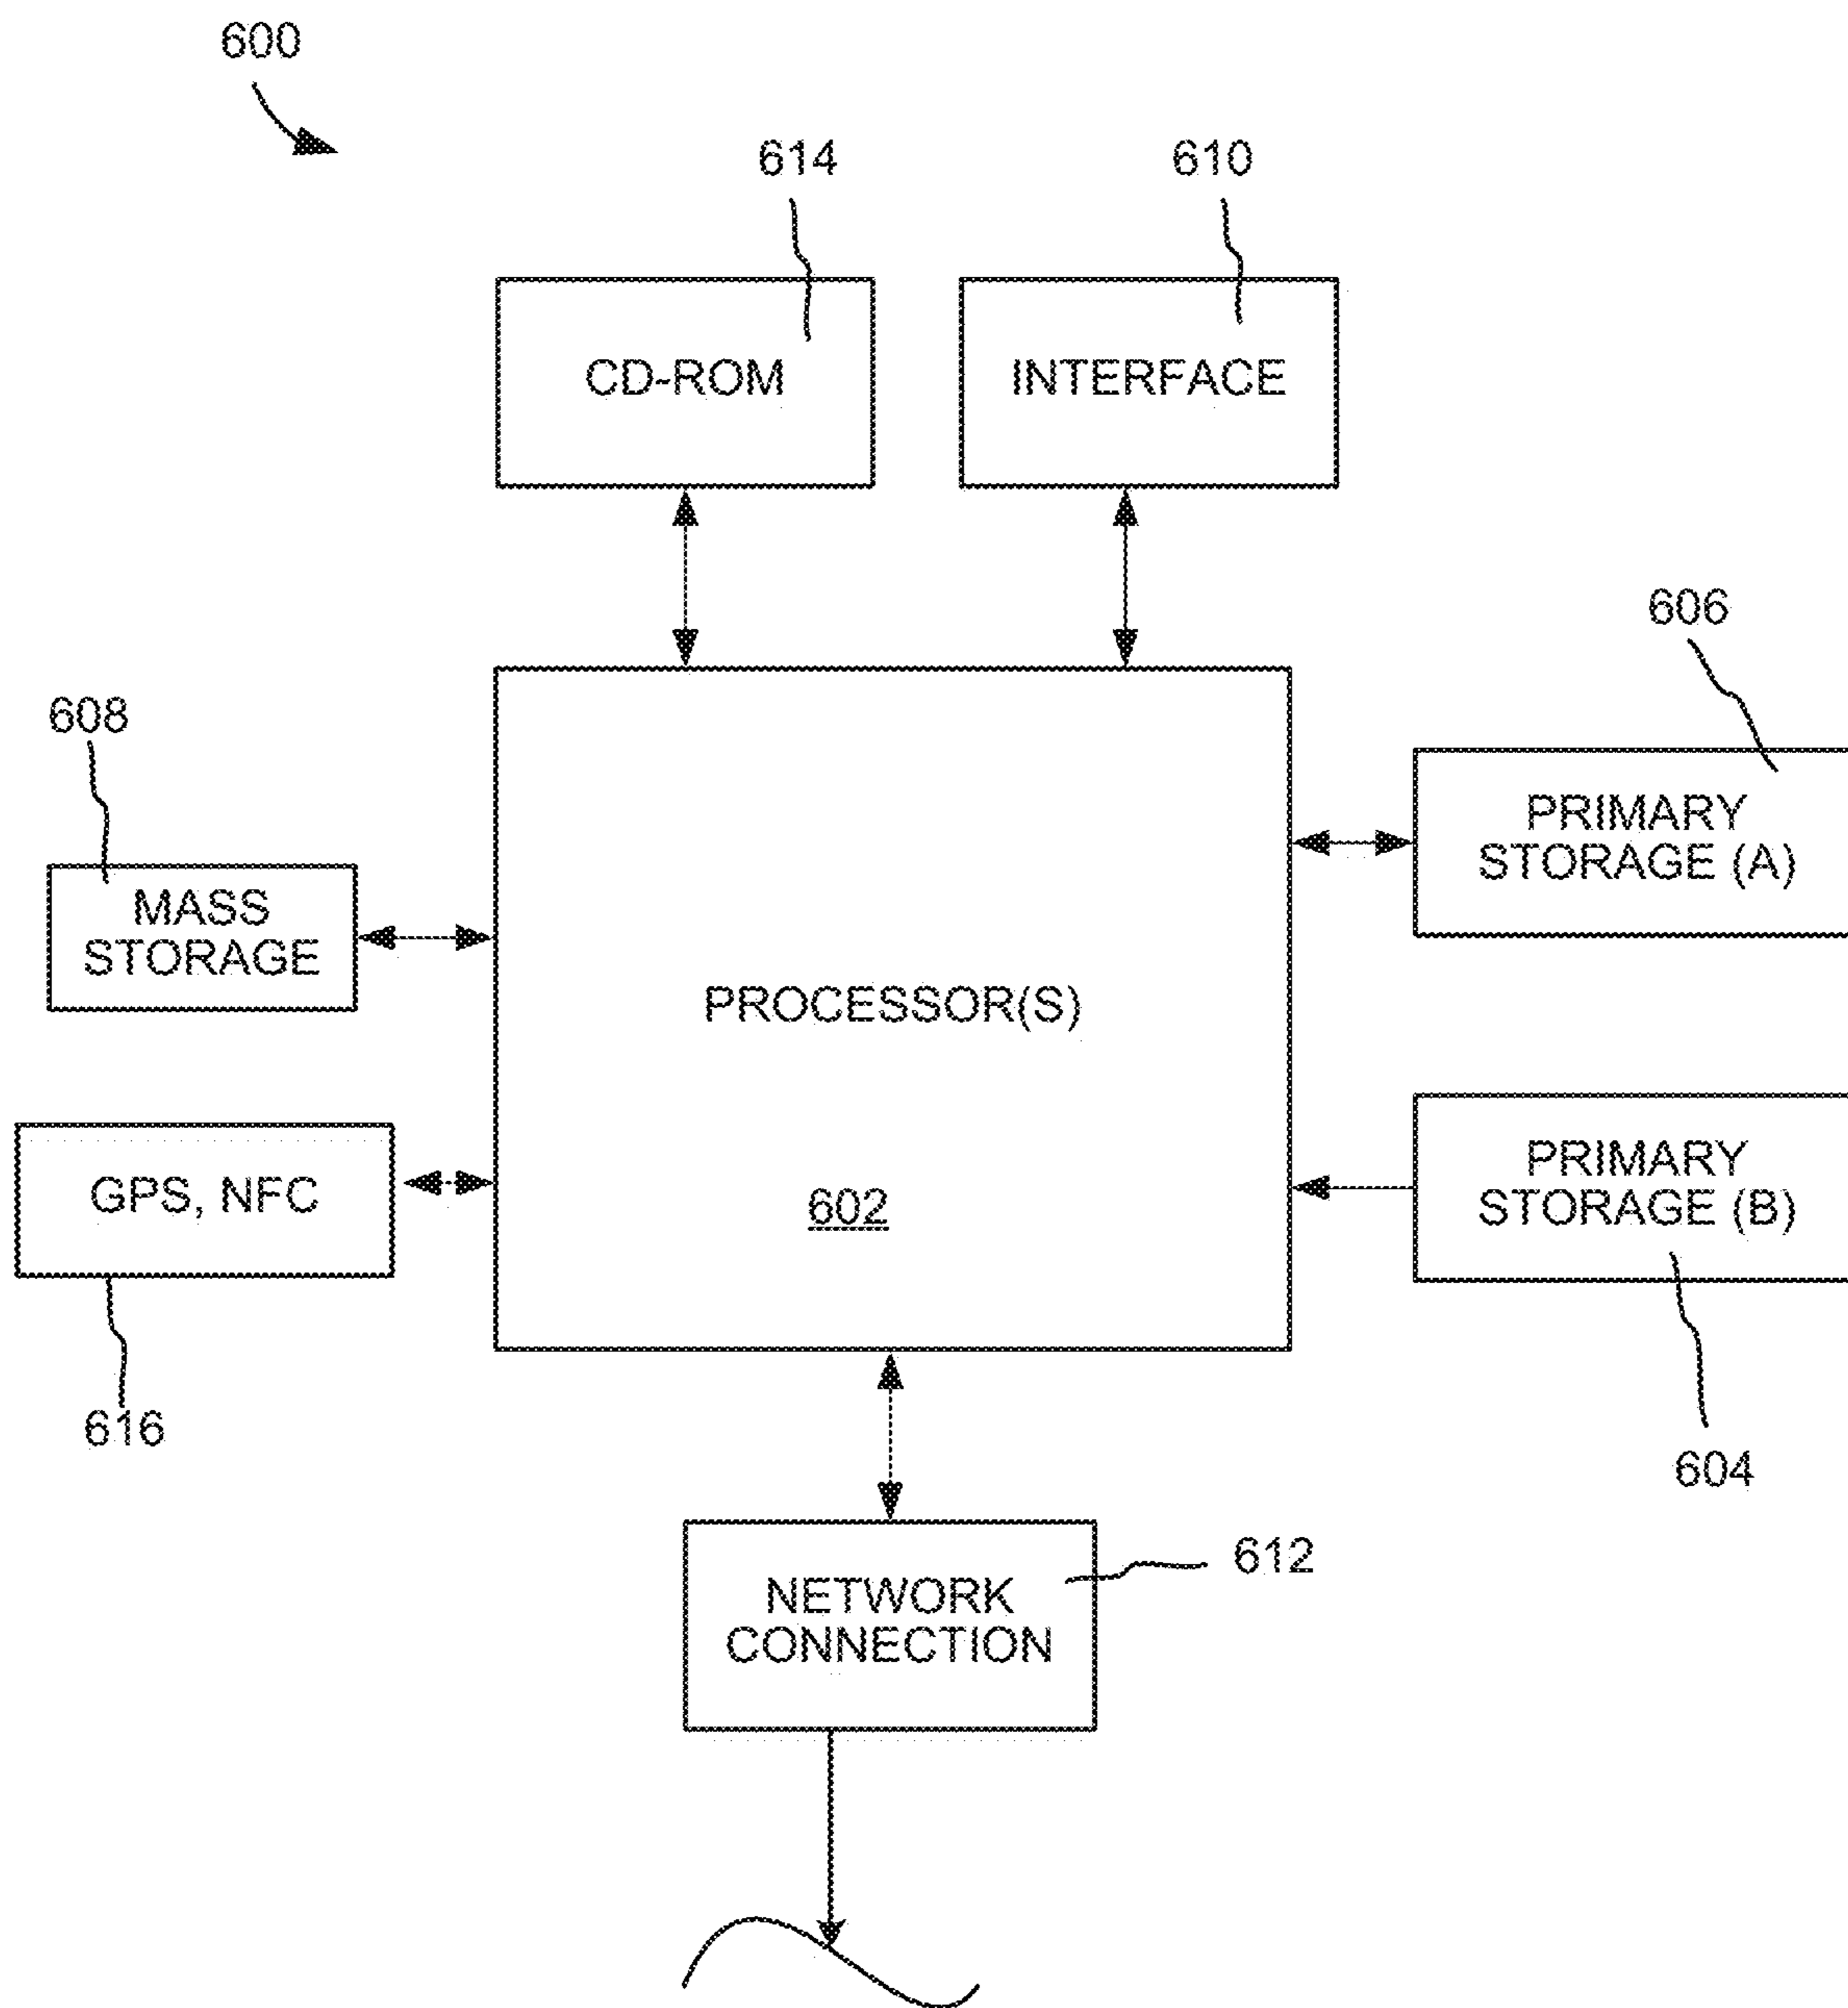 600
614
610
CD-ROM
INTERFACE
606
608
PRIMARY
STORAGE (A)
MASS
STORAGE
PROCESSOR(S)
PRIMARY
STORAGE (B)
GPS, NFC
602
616
604
612
NETWORK
CONNECTION